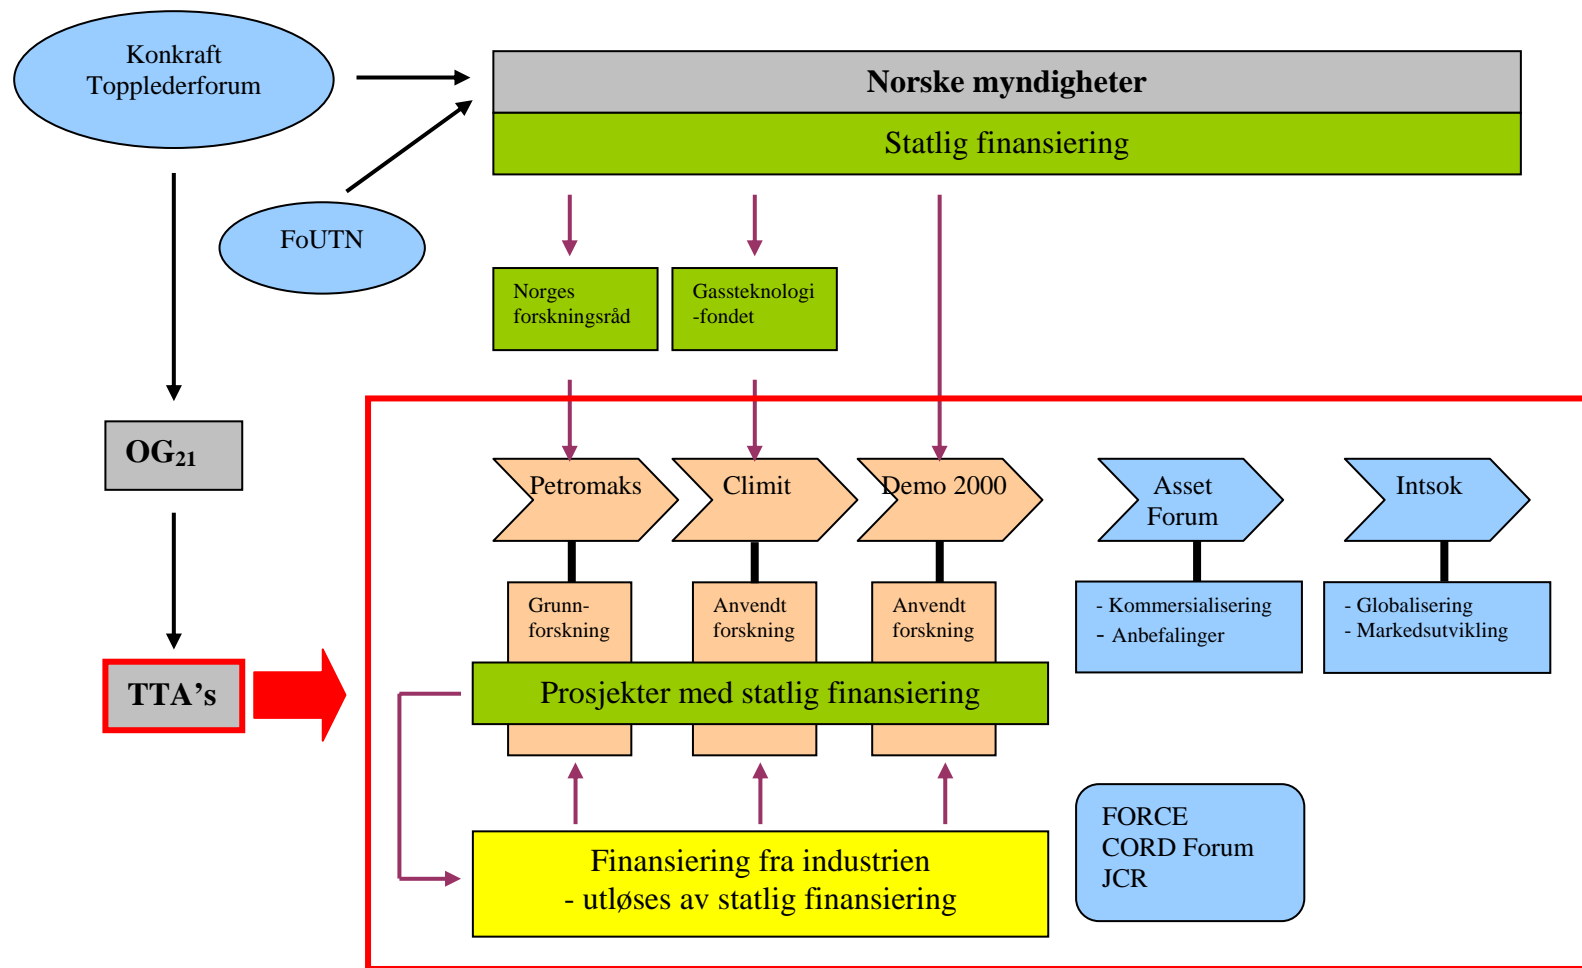 Konkraft
Topplederforum
Norske myndigheter
Statlig finansiering
FoUTN
Norges
forskningsråd
Gassteknologi
-fondet
OG21
Petromaks
Climit
Demo 2000
Asset
Forum
Intsok
Grunn-
forskning
Anvendt
forskning
Anvendt
forskning
- Kommersialisering
- Anbefalinger
- Globalisering
- Markedsutvikling
TTA’s
Prosjekter med statlig finansiering
Finansiering fra industrien
- utløses av statlig finansiering
FORCE
CORD Forum
JCR